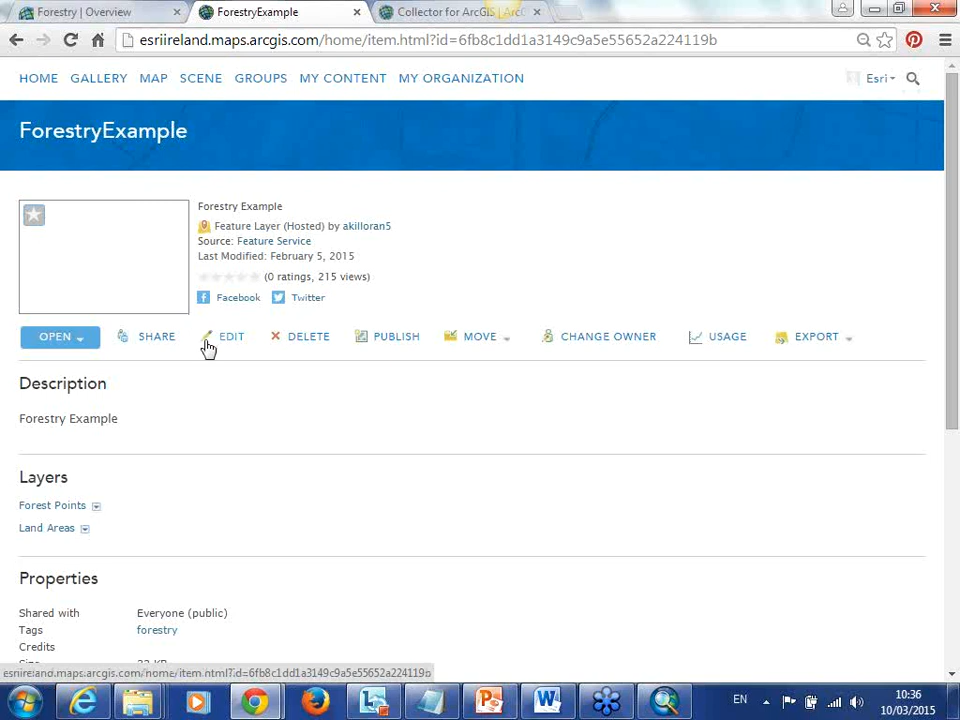 Forestry | Overview
ForestryExample
Collector for ArcGIS | ArcG
esriireland.maps.arcgis.com/home/item.html?id=6fb8c1dd1a3149c9a5e55652a224119b
HOME GALLERY MAP SCENE GROUPS MY CONTENT MY ORGANIZATION Esri
ForestryExample
Forestry Example
Feature Layer (Hosted) by akilloran5
Source: Feature Service
Last Modified: February 5, 2015
(0 ratings, 215 views)
Facebook Twitter
OPEN SHARE EDIT DELETE PUBLISH MOVE CHANGE OWNER USAGE EXPORT
Description
Forestry Example
Layers
Forest Points
Land Areas
Properties
Shared with Everyone (public)
Tags forestry
Credits
Size 22 KB
esriireland.maps.arcgis.com/home/item.html?id=6fb8c1dd1a3149c9a5e55652a224119b
EN 10:36
10/03/2015